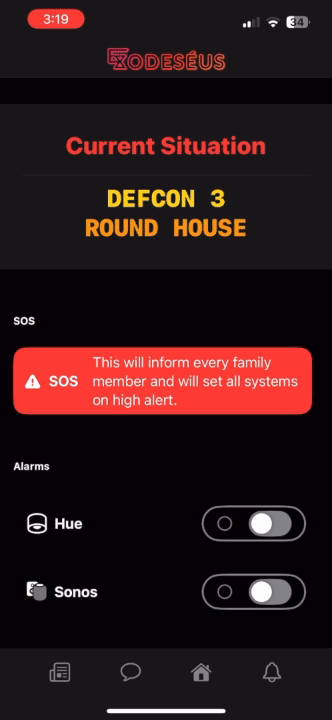 3:19
34
EXODESÉUS
Current Situation
DEFCON 3
ROUND HOUSE
SOS
SOS
This will inform every family
member and will set all systems
on high alert.
Alarms
Hue
Sonos